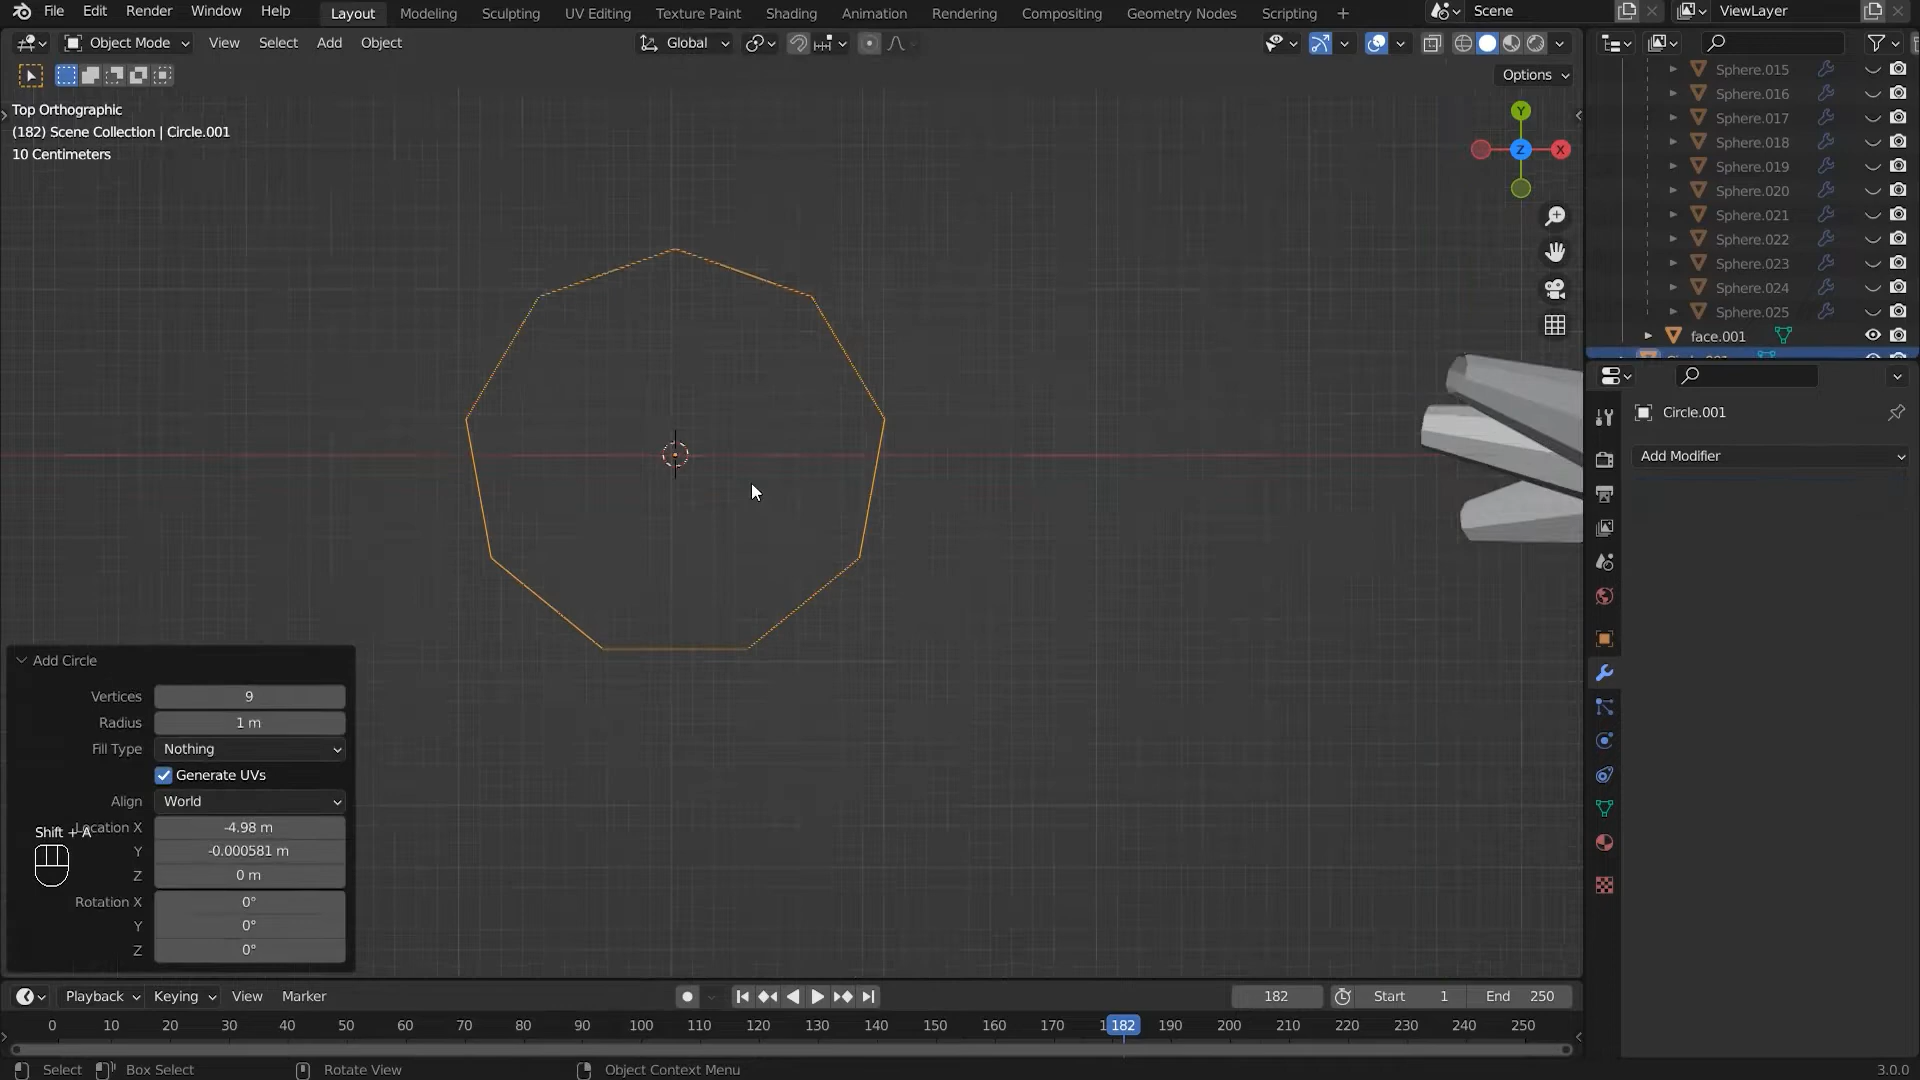 File Edit Render Window Help Layout Modeling Sculpting UV Editing Texture Paint Shading Animation Rendering Compositing Geometry Nodes Scripting + Scene ViewLayer
Object Mode View Select Add Object Global
Options
Top Orthographic
(182) Scene Collection | Circle.001
10 Centimeters
Y
Z
X
Sphere.015
Sphere.016
Sphere.017
Sphere.018
Sphere.019
Sphere.020
Sphere.021
Sphere.022
Sphere.023
Sphere.024
Sphere.025
face.001
Circle.001
Circle.001
Add Modifier
Add Circle
Vertices 9
Radius 1 m
Fill Type Nothing
Generate UVs
Align World
Location X -4.98 m
Shift + A
Y -0.000581 m
Z 0 m
Rotation X 0°
Y 0°
Z 0°
Playback Keying View Marker 182 Start 1 End 250
0 10 20 30 40 50 60 70 80 90 100 110 120 130 140 150 160 170 182 190 200 210 220 230 240 250
Select Box Select Rotate View Object Context Menu 3.0.0